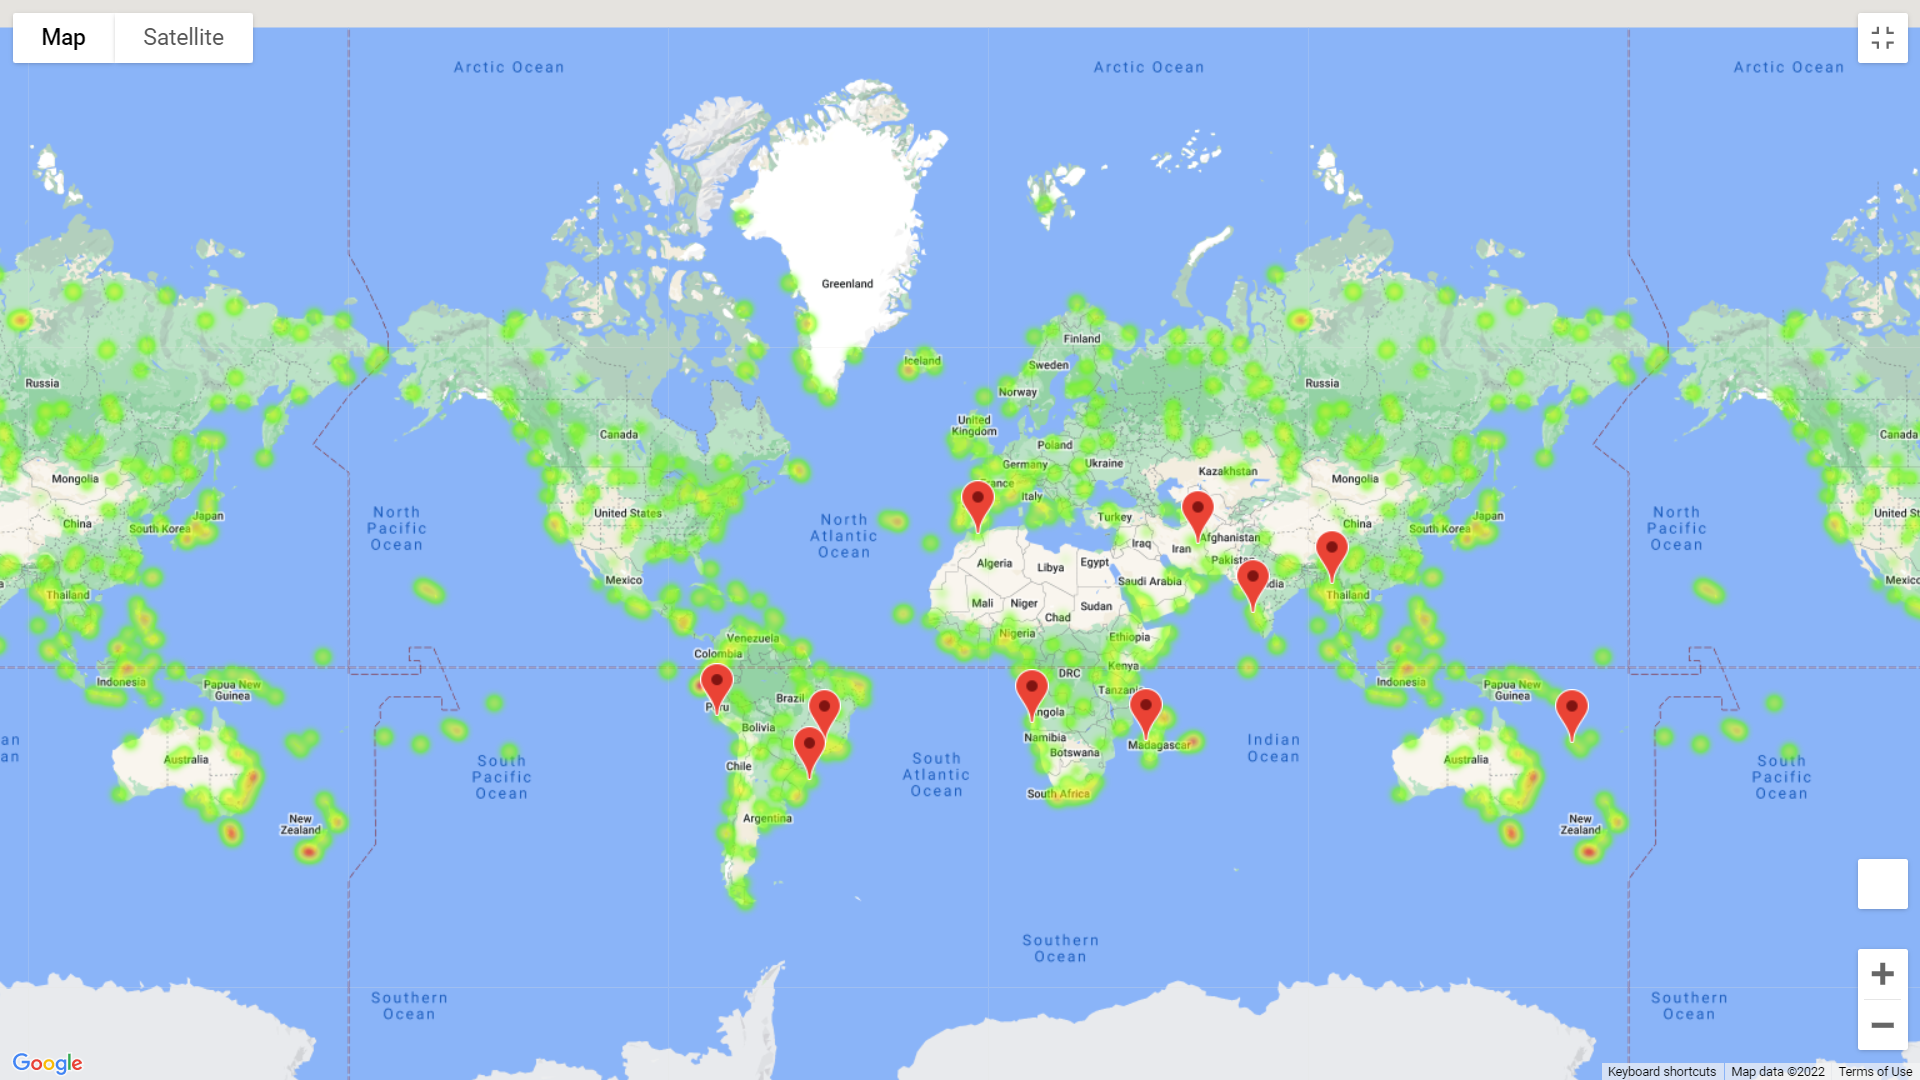 Map
Satellite
Arctic Ocean
Arctic Ocean
Arctic Ocean
Greenland
Finland
Iceland
Sweden
Russia
Russia
Norway
United
Kingdom
Canada
Canada
Poland
Germany
Ukraine
Kazakhstan
Mongolia
Mongolia
France
Italy
Japan
Japan
North
Pacific
Ocean
North
Pacific
Ocean
United States
United St
China
China
South Korea
South Korea
Turkey
North
Atlantic
Ocean
Afghanistan
Iraq
Iran
Algeria
Libya
Egypt
Pakist
dia
Mexico
Mexico
Saudi Arabia
Thailand
Thailand
Mali
Niger
Sudan
Chad
Nigeria
Ethiopia
Venezuela
Colombia
Kenya
DRC
Indonesia
Indonesia
Papua New
Guinea
Papua New
Guinea
Tanzania
Brazil
Peru
ngola
Bolivia
Namibia
Botswana
Madagascar
Indian
Ocean
an
an
Australia
Australia
South
Pacific
Ocean
South
Atlantic
Ocean
South
Pacific
Ocean
Chile
South Africa
Argentina
New
Zealand
New
Zealand
Southern
Ocean
Southern
Ocean
Southern
Ocean
Google
Keyboard shortcuts
Map data ©2022
Terms of Use